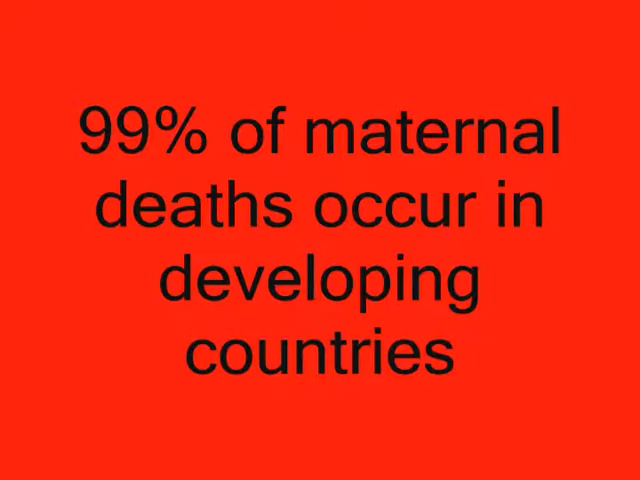 99% of maternal
deaths occur in
developing
countries